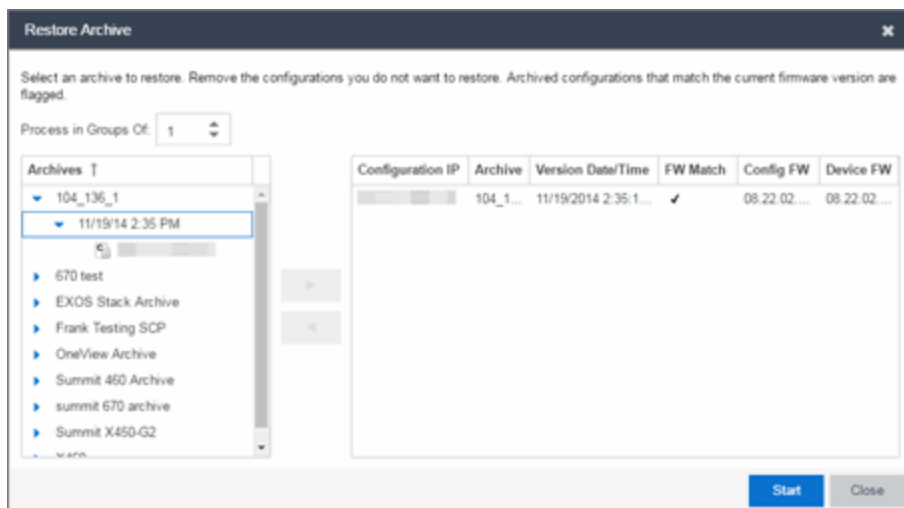 Restore Archive
Select an archive to restore. Remove the configurations you do not want to restore. Archived configurations that match the current firmware version are
flagged.
Process in Groups Of: 1
Archives Configuration IP Archive Version Date/Time FW Match Config FW Device FW
104_136_1 104_1... 11/19/2014 2:35:1... ✔ 08.22.02.... 08.22.02....
11/19/14 2:35 PM
670 test
EXOS Stack Archive
Frank Testing SCP
OneView Archive
Summit 460 Archive
summit 670 archive
Summit X450-G2
Start Close